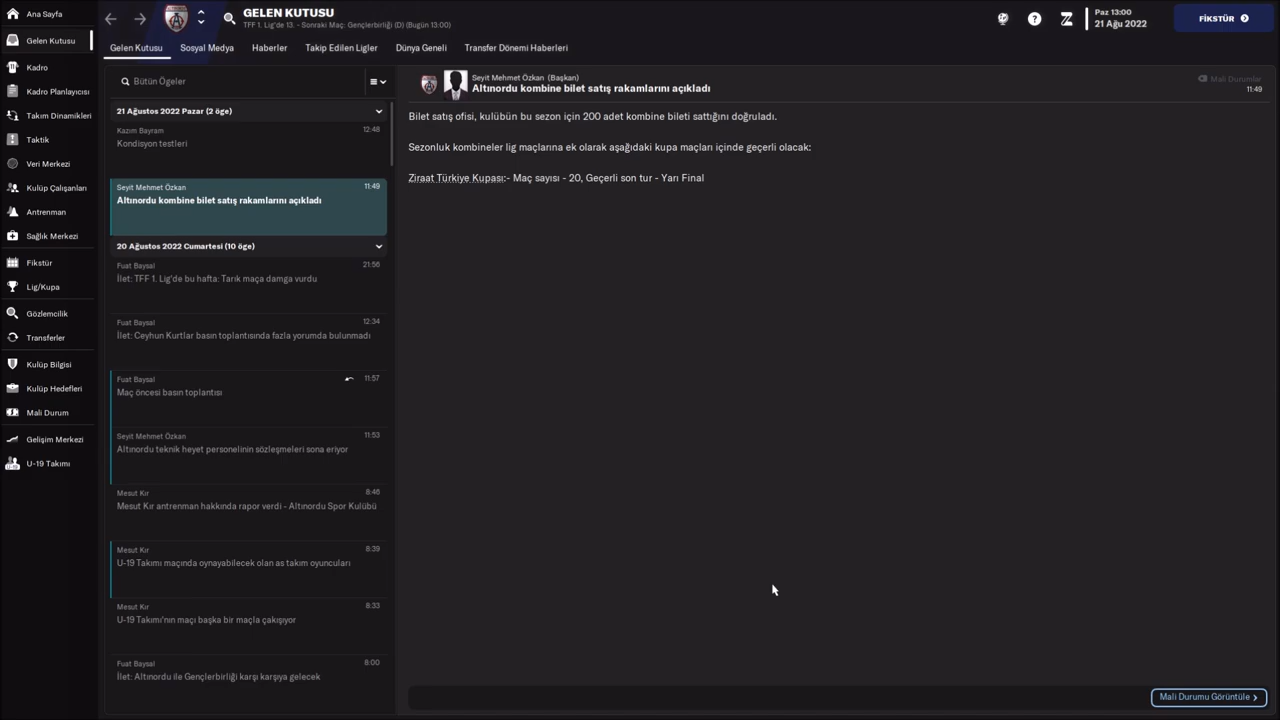 Ana Sayfa
Gelen Kutusu
Kadro
Kadro Planlayıcısı
Takım Dinamikleri
Taktik
Veri Merkezi
Kulüp Çalışanları
Antrenman
Sağlık Merkezi
Fikstür
Lig/Kupa
Gözlemcilik
Transferler
Kulüp Bilgisi
Kulüp Hedefleri
Mali Durum
Gelişim Merkezi
U-19 Takımı
GELEN KUTUSU
TFF 1. Lig'de 13. - Sonraki Maç: Gençlerbirliği (D) (Bugün 13:00)
Paz 13:00
21 Ağu 2022
FİKSTÜR
Gelen Kutusu
Sosyal Medya
Haberler
Takip Edilen Ligler
Dünya Geneli
Transfer Dönemi Haberleri
Bütün Ögeler
21 Ağustos 2022 Pazar (2 öge)
Kazım Bayram 12:48
Kondisyon testleri
Seyit Mehmet Özkan 11:49
Altınordu kombine bilet satış rakamlarını açıkladı
20 Ağustos 2022 Cumartesi (10 öge)
Fuat Baysal 21:56
İlet: TFF 1. Lig'de bu hafta: Tarık maça damga vurdu
Fuat Baysal 12:34
İlet: Ceyhun Kurtlar basın toplantısında fazla yorumda bulunmadı
Fuat Baysal 11:57
Maç öncesi basın toplantısı
Seyit Mehmet Özkan 11:53
Altınordu teknik heyet personelinin sözleşmeleri sona eriyor
Mesut Kır 8:46
Mesut Kır antrenman hakkında rapor verdi - Altınordu Spor Kulübü
Mesut Kır 8:39
U-19 Takımı maçında oynayabilecek olan as takım oyuncuları
Mesut Kır 8:33
U-19 Takımı'nın maçı başka bir maçla çakışıyor
Fuat Baysal 8:00
İlet: Altınordu ile Gençlerbirliği karşı karşıya gelecek
Seyit Mehmet Özkan (Başkan)
Altınordu kombine bilet satış rakamlarını açıkladı
Mali Durumlar
11:49
Bilet satış ofisi, kulübün bu sezon için 200 adet kombine bileti sattığını doğruladı.
Sezonluk kombineler lig maçlarına ek olarak aşağıdaki kupa maçları içinde geçerli olacak:
Ziraat Türkiye Kupası:- Maç sayısı - 20, Geçerli son tur - Yarı Final
Mali Durumu Görüntüle